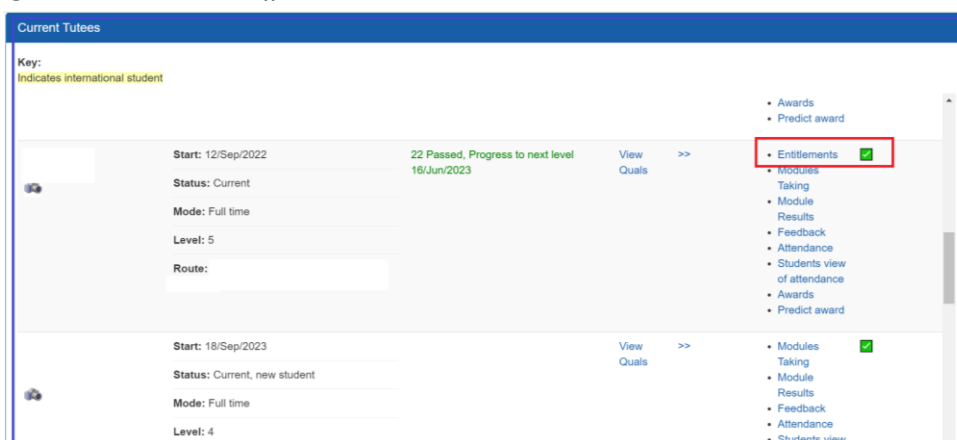 Current Tutees
Key:
Indicates international student
Awards
Predict award
Start: 12/Sep/2022
Status: Current
Mode: Full time
Level: 5
Route:
22 Passed, Progress to next level
16/Jun/2023
View
Quals
>>
Entitlements
Modules
Taking
Module
Results
Feedback
Attendance
Students view
of attendance
Awards
Predict award
Start: 18/Sep/2023
Status: Current, new student
Mode: Full time
Level: 4
View
Quals
>>
Modules
Taking
Module
Results
Feedback
Attendance
Students view